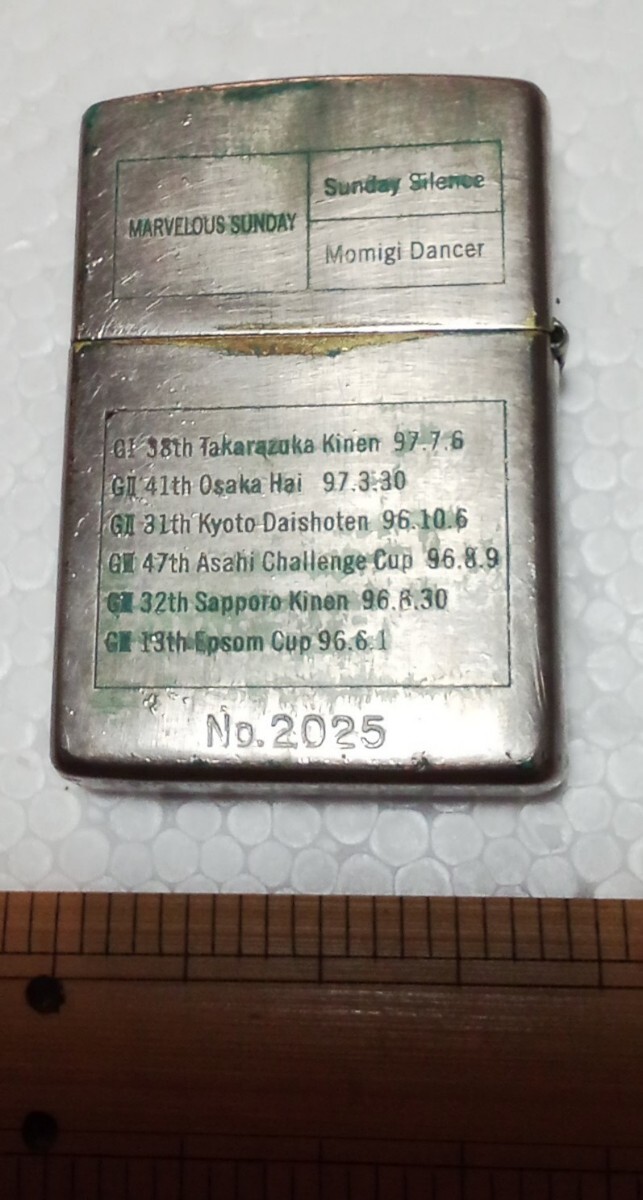 MARVELOUS SUNDAY
Sunday Silence
Momigi Dancer
GI 38th Takarazuka Kinen 97.7.6
GII 41th Osaka Hai 97.3.30
GII 31th Kyoto Daishoten 96.10.6
GIII 47th Asahi Challenge Cup 96.8.9
GIII 32th Sapporo Kinen 96.6.30
GIII 13th Epsom Cup 96.6.1
No.2025